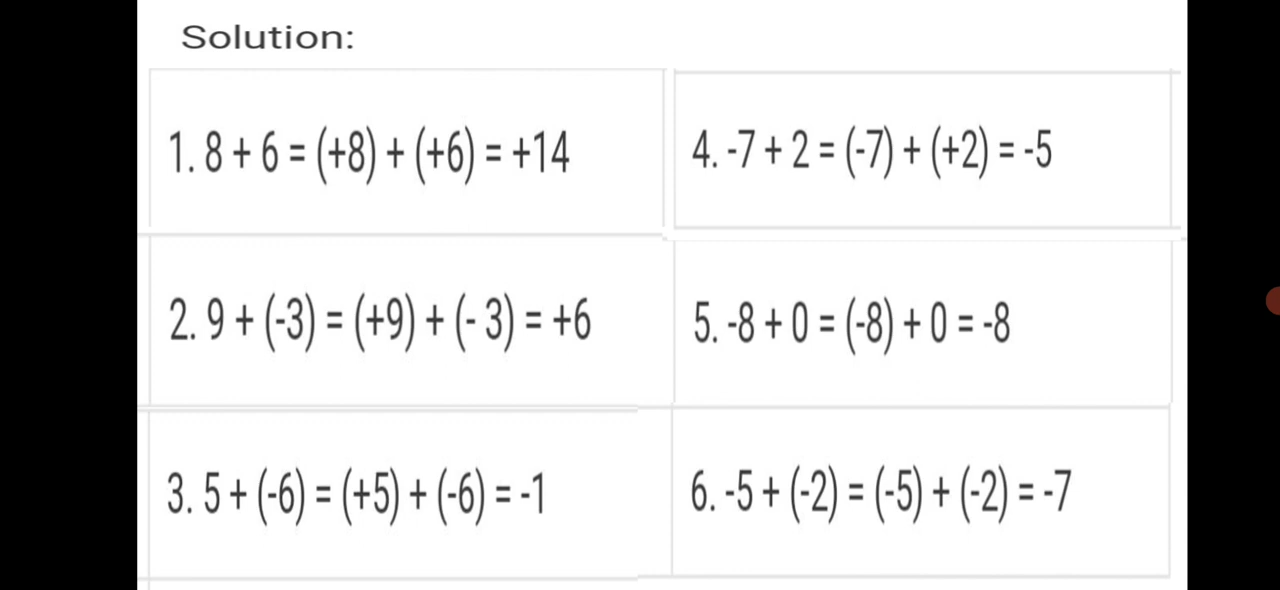 Solution:
1. 8 + 6 = (+8) + (+6) = +14
4. -7 + 2 = (-7) + (+2) = -5
2. 9 + (-3) = (+9) + (- 3) = +6
5. -8 + 0 = (-8) + 0 = -8
3. 5 + (-6) = (+5) + (-6) = -1
6. -5 + (-2) = (-5) + (-2) = -7